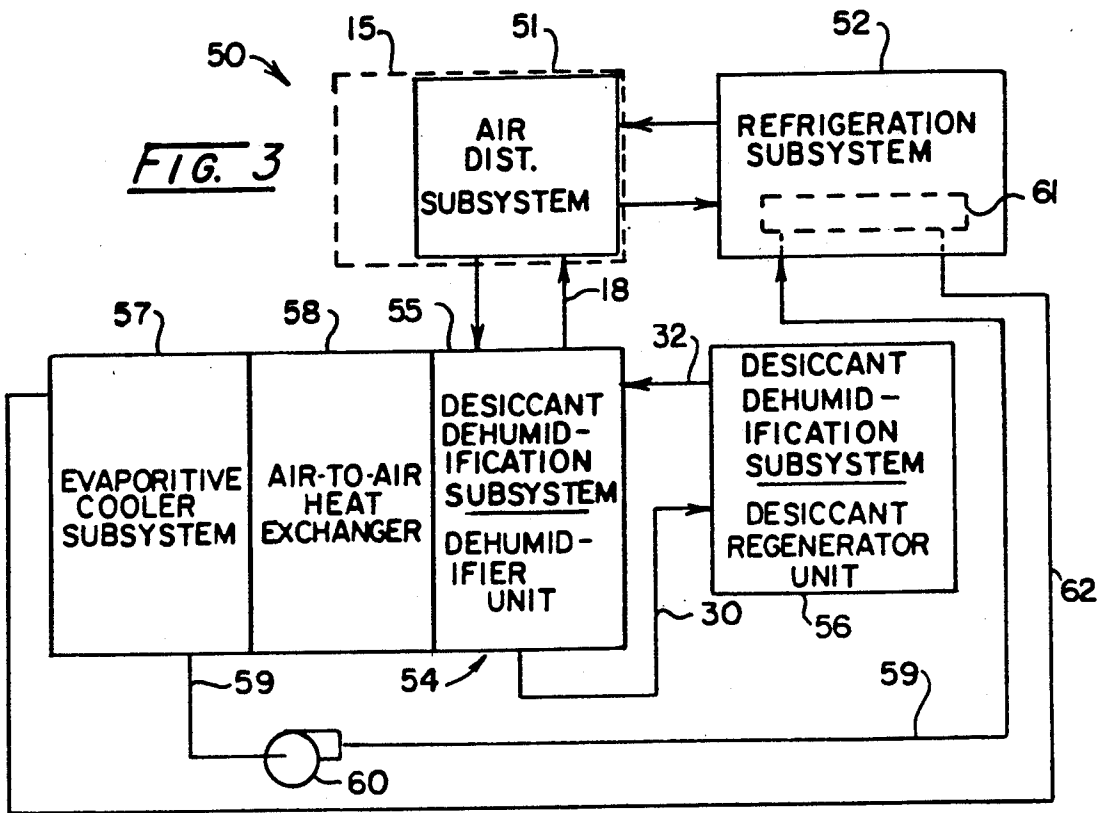 50
15
51
52
FIG. 3
AIR
DIST.
SUBSYSTEM
REFRIGERATION
SUBSYSTEM
61
18
57
58
55
32
EVAPORITIVE
COOLER
SUBSYSTEM
AIR-TO-AIR
HEAT
EXCHANGER
DESICCANT
DEHUMID-
IFICATION
SUBSYSTEM
DEHUMID-
IFIER
UNIT
DESICCANT
DEHUMID-
IFICATION
SUBSYSTEM
DESICCANT
REGENERATOR
UNIT
62
59
54
30
56
59
60